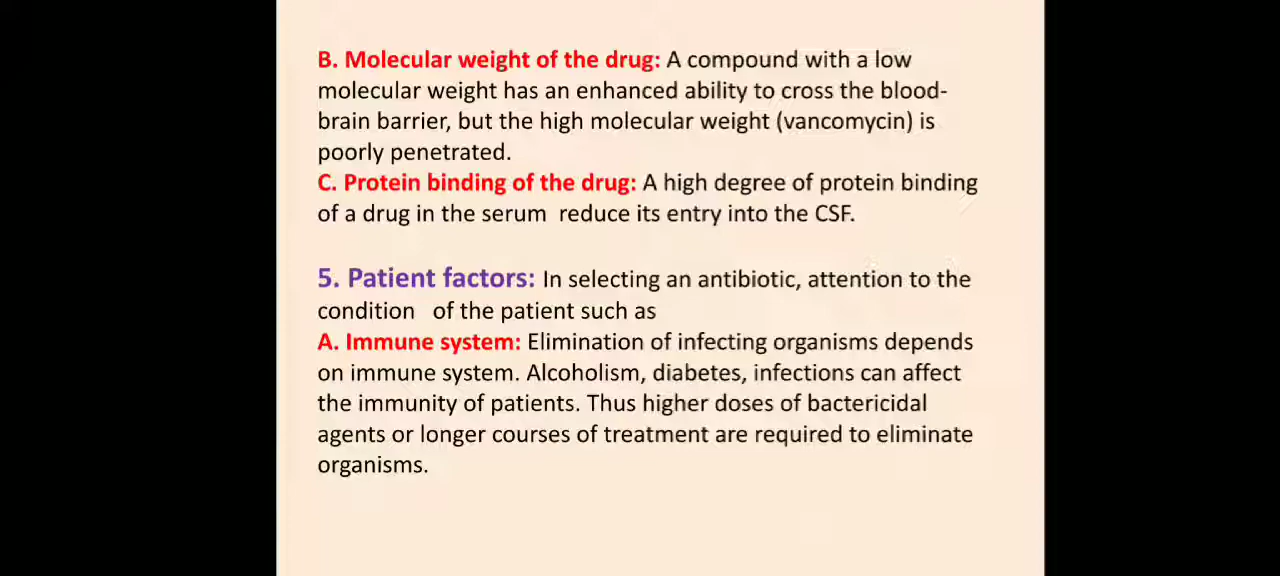 B. Molecular weight of the drug: A compound with a low
molecular weight has an enhanced ability to cross the blood-
brain barrier, but the high molecular weight (vancomycin) is
poorly penetrated.
C. Protein binding of the drug: A high degree of protein binding
of a drug in the serum reduce its entry into the CSF.
5. Patient factors: In selecting an antibiotic, attention to the
condition of the patient such as
A. Immune system: Elimination of infecting organisms depends
on immune system. Alcoholism, diabetes, infections can affect
the immunity of patients. Thus higher doses of bactericidal
agents or longer courses of treatment are required to eliminate
organisms.